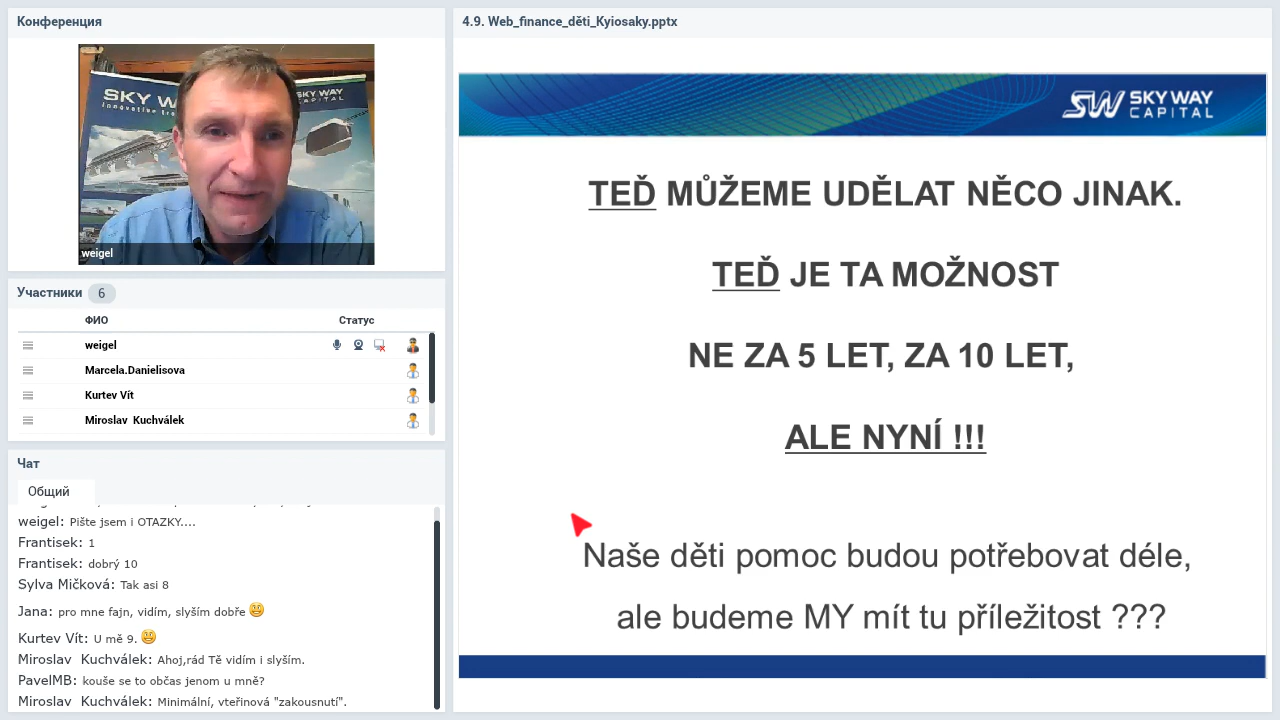 Конференция
SKY W
SKY WAY
CAPITAL
weigel
Участники 6
ФИО Статус
weigel
Marcela.Danielisova
Kurtev Vít
Miroslav Kuchválek
Чат
Общий
weigel: Pište jsem i OTAZKY....
Frantisek: 1
Frantisek: dobrý 10
Sylva Mičková: Tak asi 8
Jana: pro mne fajn, vidím, slyším dobře
Kurtev Vít: U mě 9.
Miroslav Kuchválek: Ahoj,rád Tě vidím i slyším.
PavelMB: kouše se to občas jenom u mně?
Miroslav Kuchválek: Minimální, vteřinová "zakousnutí".
4.9. Web_finance_děti_Kyiosaky.pptx
SW SKY WAY
CAPITAL
TEĎ MŮŽEME UDĚLAT NĚCO JINAK.
TEĎ JE TA MOŽNOST
NE ZA 5 LET, ZA 10 LET,
ALE NYNÍ !!!
Naše děti pomoc budou potřebovat déle,
ale budeme MY mít tu příležitost ???